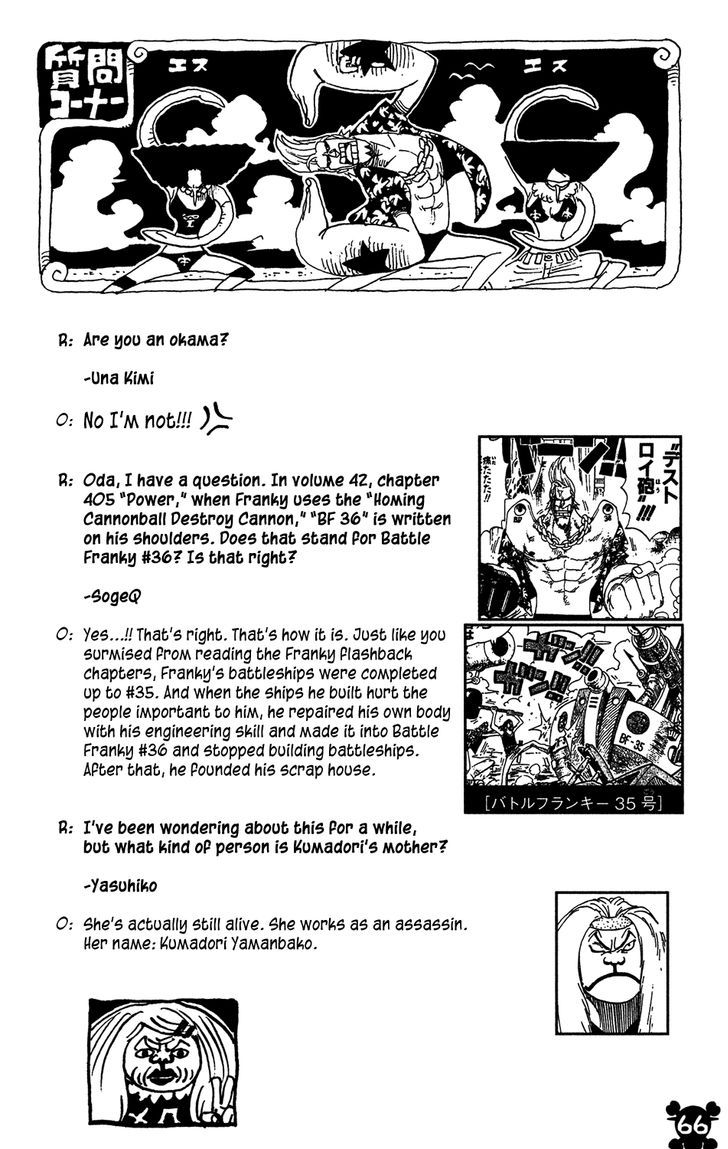 質問
コーナー
エス
エス
R: Are you an okama?
-Una Kimi
O: No I'm not!!!
R: Oda, I have a question. In volume 42, chapter
405 "Power," when Franky uses the "Homing
Cannonball Destroy Cannon," "BF 36" is written
on his shoulders. Does that stand for Battle
Franky #36? Is that right?
-SogeQ
O: Yes...!! That's right. That's how it is. Just like you
surmised from reading the Franky flashback
chapters, Franky's battleships were completed
up to #35. And when the ships he built hurt the
people important to him, he repaired his own body
with his engineering skill and made it into Battle
Franky #36 and stopped building battleships.
After that, he founded his scrap house.
"デスト
ロイ砲"!!!
ほう
BF-35
[バトルフランキー 35号]
R: I've been wondering about this for a while,
but what kind of person is Kumadori's mother?
-Yasuhiko
O: She's actually still alive. She works as an assassin.
Her name: Kumadori Yamanbako.
66